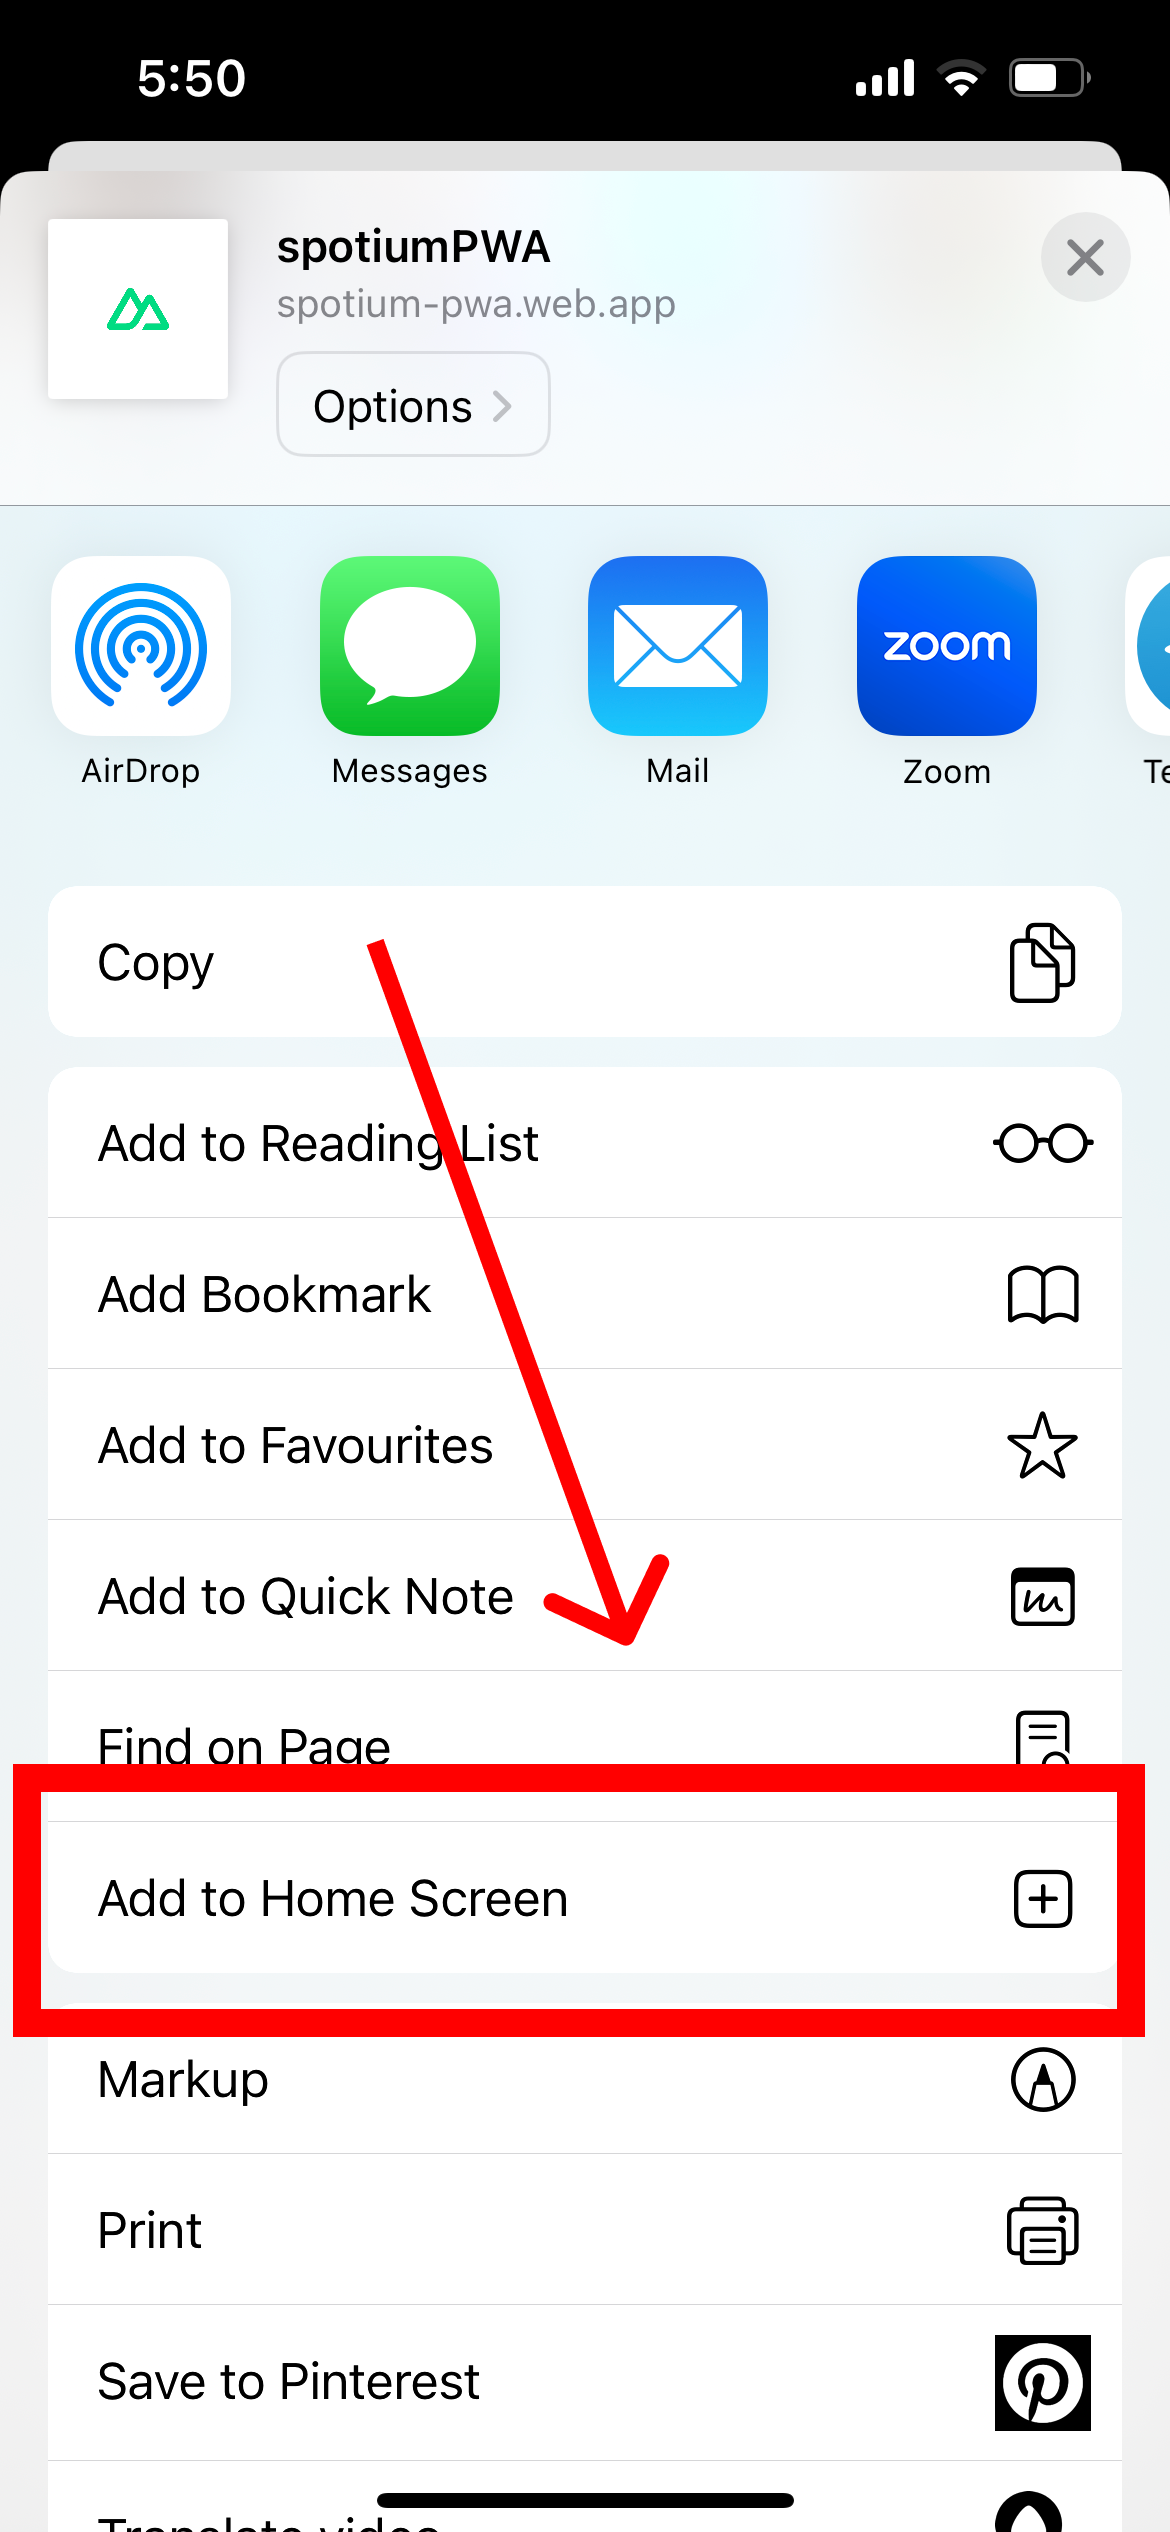 5:50
spotiumPWA
spotium-pwa.web.app
Options
AirDrop
Messages
Mail
zoom
Zoom
Te
Copy
Add to Reading List
Add Bookmark
Add to Favourites
Add to Quick Note
Find on Page
Add to Home Screen
Markup
Print
Save to Pinterest
Translate video